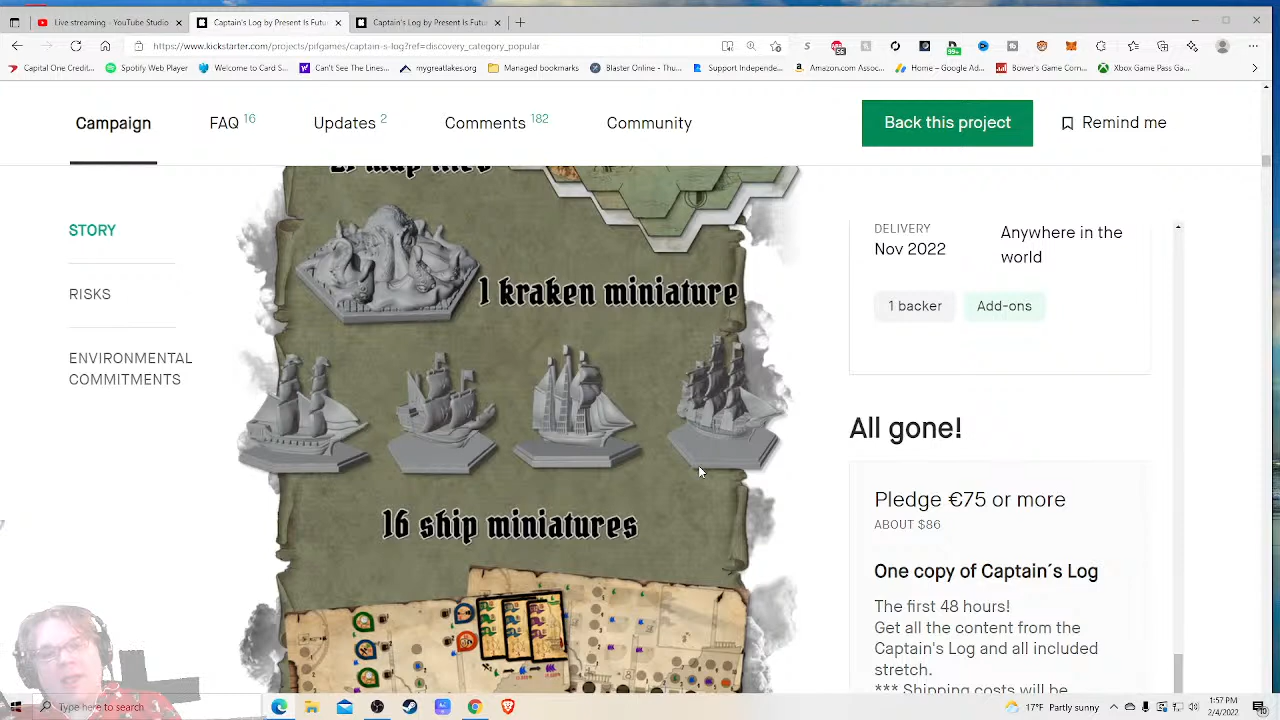 Live streaming - YouTube Studio
Captain's Log by Present Is Futu
Captain's Log by Present Is Futu
https://www.kickstarter.com/projects/pifgames/captain-s-log?ref=discovery_category_popular
Capital One Credit...
Spotify Web Player
Welcome to Card S...
Can't See The Lines...
mygreatlakes.org
Managed bookmarks
Blaster Online - Thu...
Support Independe...
Amazon.com Assoc...
Home - Google Ad...
Bower's Game Corn...
Xbox Game Pass Ga...
Campaign
FAQ 16
Updates 2
Comments 182
Community
Back this project
Remind me
STORY
RISKS
ENVIRONMENTAL
COMMITMENTS
1 kraken miniature
16 ship miniatures
DELIVERY
Nov 2022
Anywhere in the
world
1 backer
Add-ons
All gone!
Pledge €75 or more
ABOUT $86
One copy of Captain´s Log
The first 48 hours!
Get all the content from the
Captain's Log and all included
stretch.
*** Shipping costs will be
Type here to search
17°F Partly sunny
1:57 PM
2/4/2022